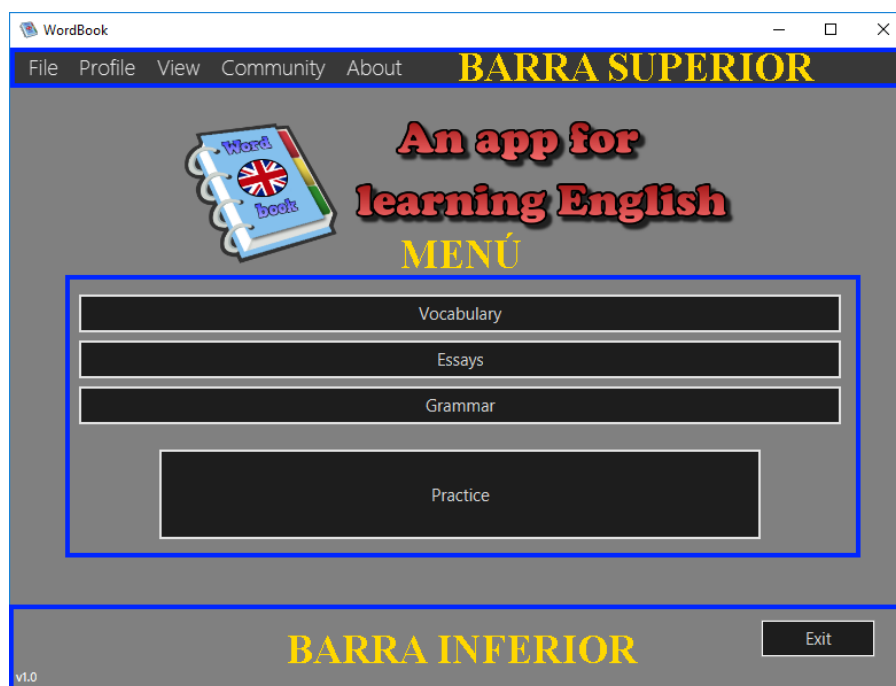 WordBook
File Profile View Community About BARRA SUPERIOR
Word
book
An app for
learning English
MENÚ
Vocabulary
Essays
Grammar
Practice
BARRA INFERIOR
Exit
v1.0